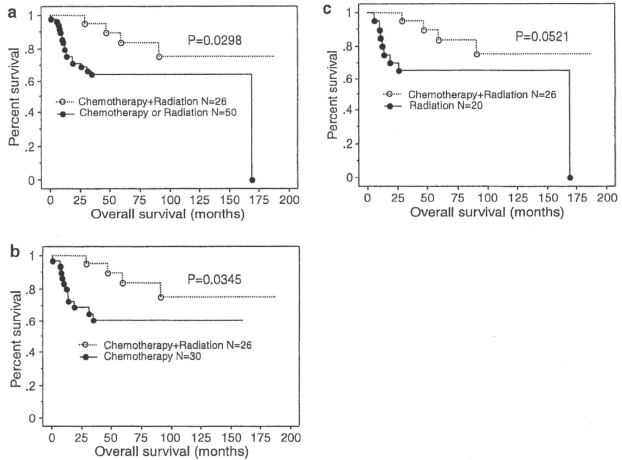 a
P=0.0298
Percent survival
1
.8
.6
.4
.2
0
Chemotherapy+Radiation N=26
Chemotherapy or Radiation N=50
0 25 50 75 100 125 150 175 200
Overall survival (months)
b
P=0.0345
Percent survival
1
.8
.6
.4
.2
0
Chemotherapy+Radiation N=26
Chemotherapy N=30
0 25 50 75 100 125 150 175 200
Overall survival (months)
c
P=0.0521
Percent survival
1
.8
.6
.4
.2
0
Chemotherapy+Radiation N=26
Radiation N=20
0 25 50 75 100 125 150 175 200
Overall survival (months)